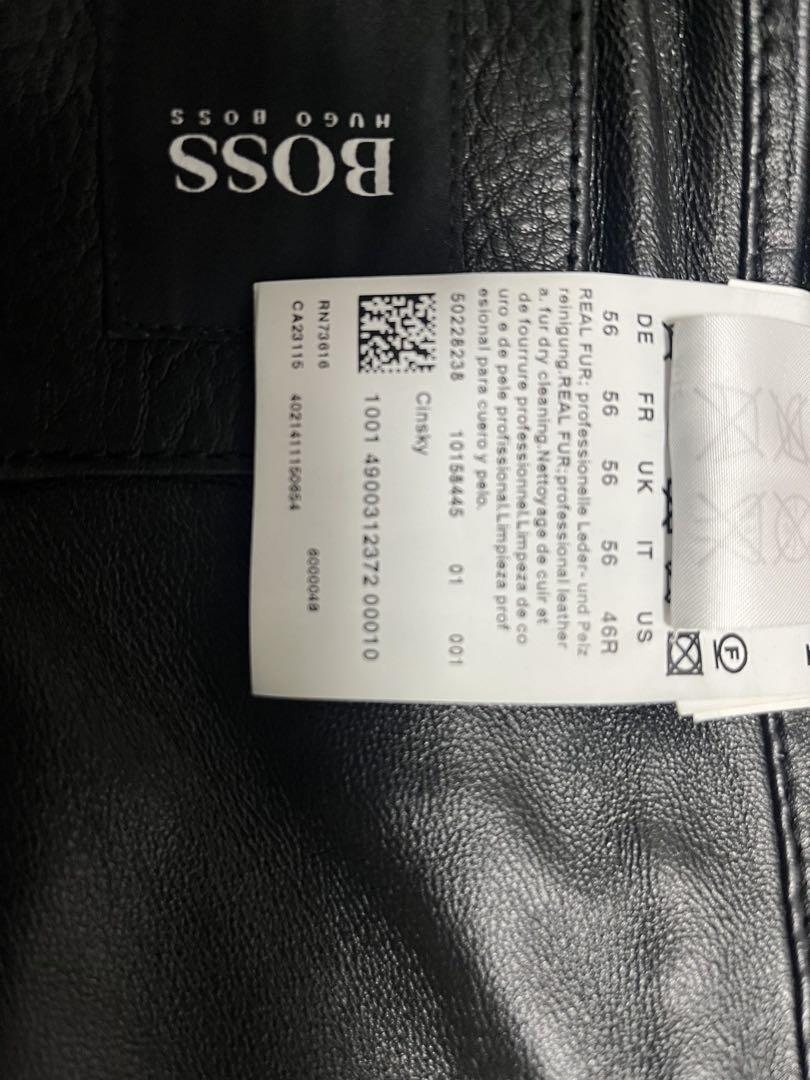 BOSS
HUGO BOSS
F
DE FR UK IT US
56 56 56 56 46R
REAL FUR: professionelle Leder- und Pelz
reinigung.REAL FUR:professional leather
a. fur dry cleaning.Nettoyage de cuir et
de fourrure professionnel.Limpeza de co
uro e de pele profissional.Limpieza prof
esional para cuero y pelo.
50228238 10158445 01 001
Cinsky
1001 4900312372 00010
RN73616 6000048
CA23115 4021411150654